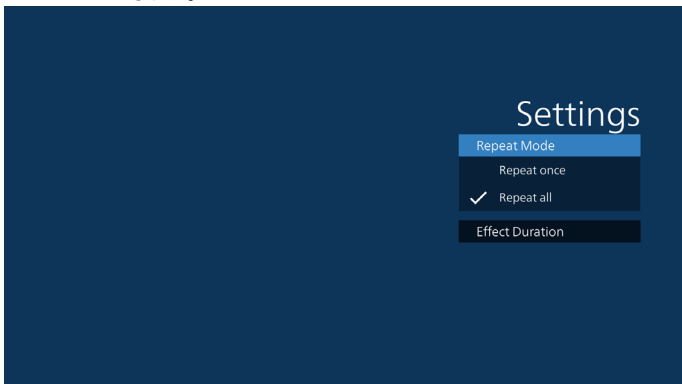 Settings
Repeat Mode
Repeat once
Repeat all
Effect Duration